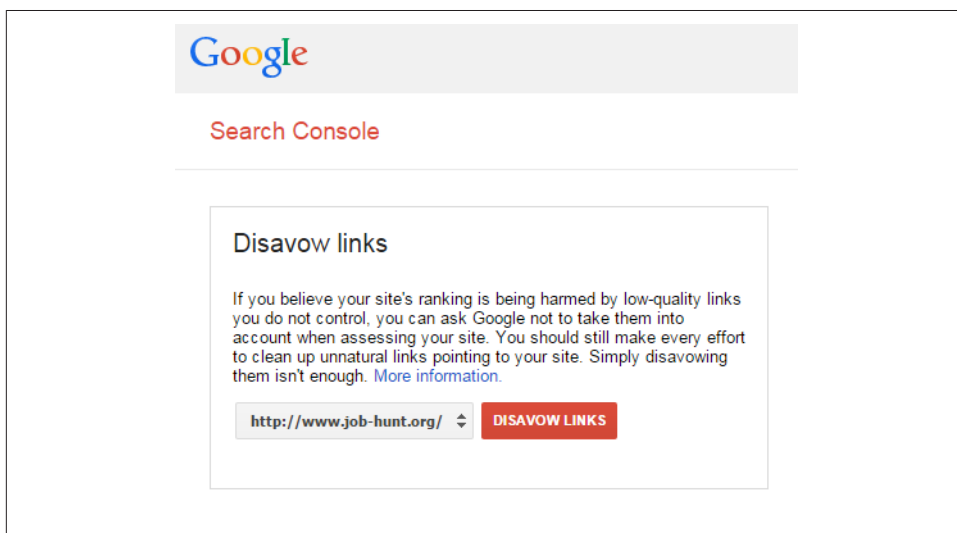 Google
Search Console
Disavow links
If you believe your site's ranking is being harmed by low-quality links
you do not control, you can ask Google not to take them into
account when assessing your site. You should still make every effort
to clean up unnatural links pointing to your site. Simply disavowing
them isn't enough. More information.
http://www.job-hunt.org/ DISAVOW LINKS